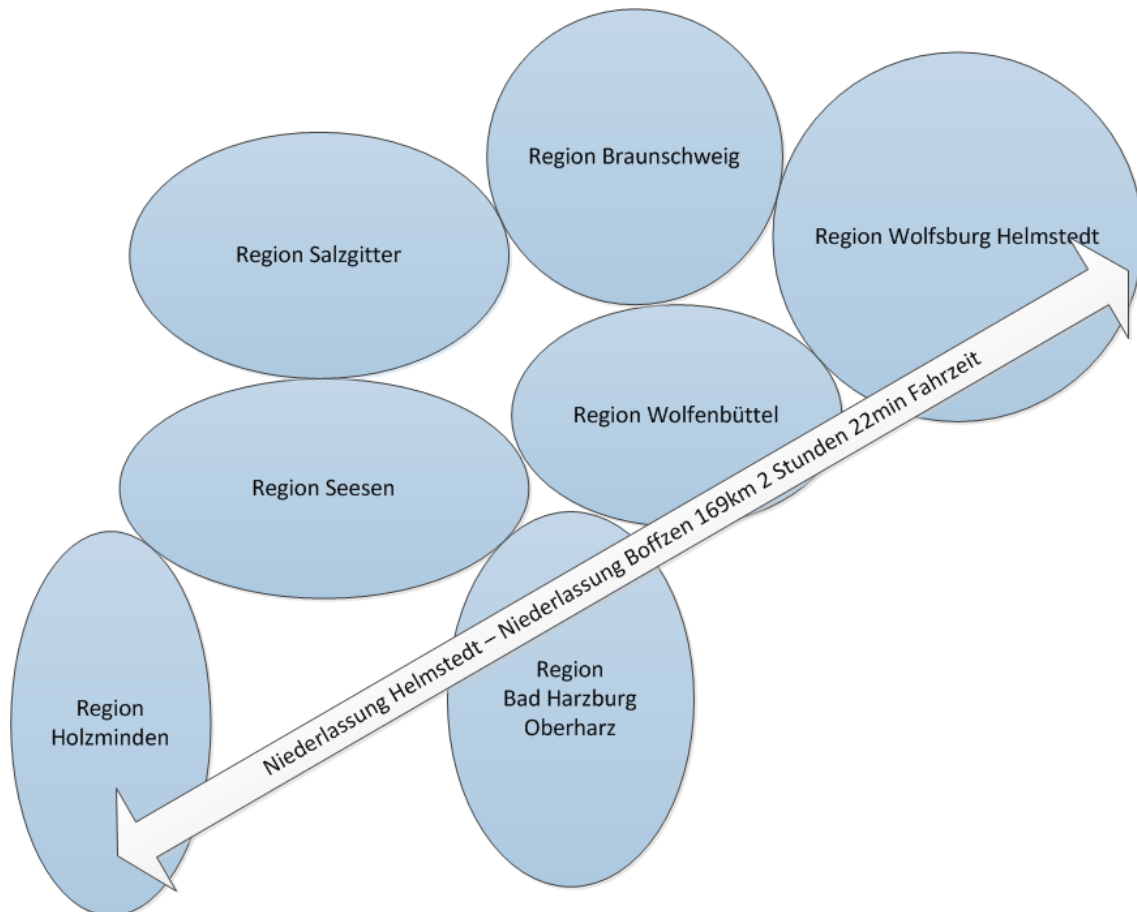 Region Braunschweig
Region Wolfsburg Helmstedt
Region Salzgitter
Region Wolfenbüttel
Region Seesen
Niederlassung Helmstedt – Niederlassung Boffzen 169km 2 Stunden 22min Fahrzeit
Region
Bad Harzburg
Oberharz
Region
Holzminden